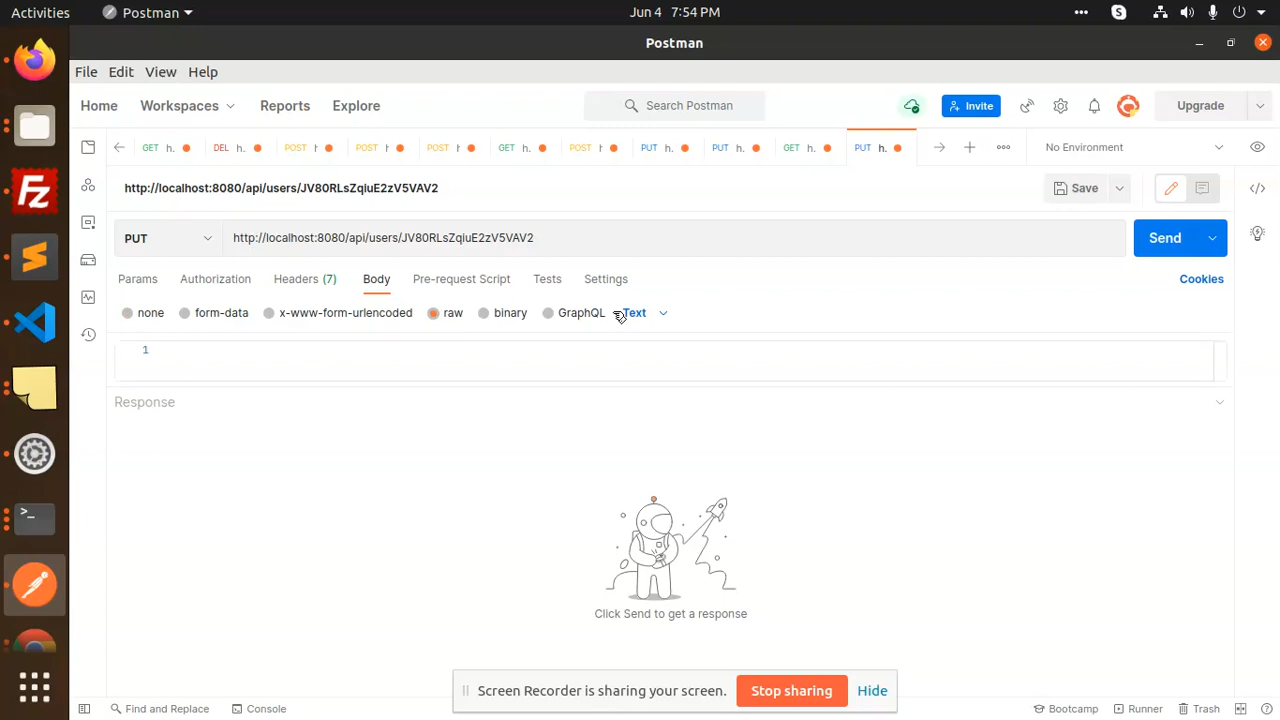 Activities Postman Jun 4 7:54 PM
Postman
File Edit View Help
Home Workspaces Reports Explore Search Postman Invite Upgrade
GET h. DEL h. POST h POST h POST h GET h. POST h PUT h. PUT h. GET h. PUT h. No Environment
http://localhost:8080/api/users/JV80RLsZqiuE2zV5VAV2 Save
PUT http://localhost:8080/api/users/JV80RLsZqiuE2zV5VAV2 Send
Params Authorization Headers (7) Body Pre-request Script Tests Settings Cookies
none form-data x-www-form-urlencoded raw binary GraphQL Text
1
Response
Click Send to get a response
Screen Recorder is sharing your screen. Stop sharing Hide
Find and Replace Console Bootcamp Runner Trash